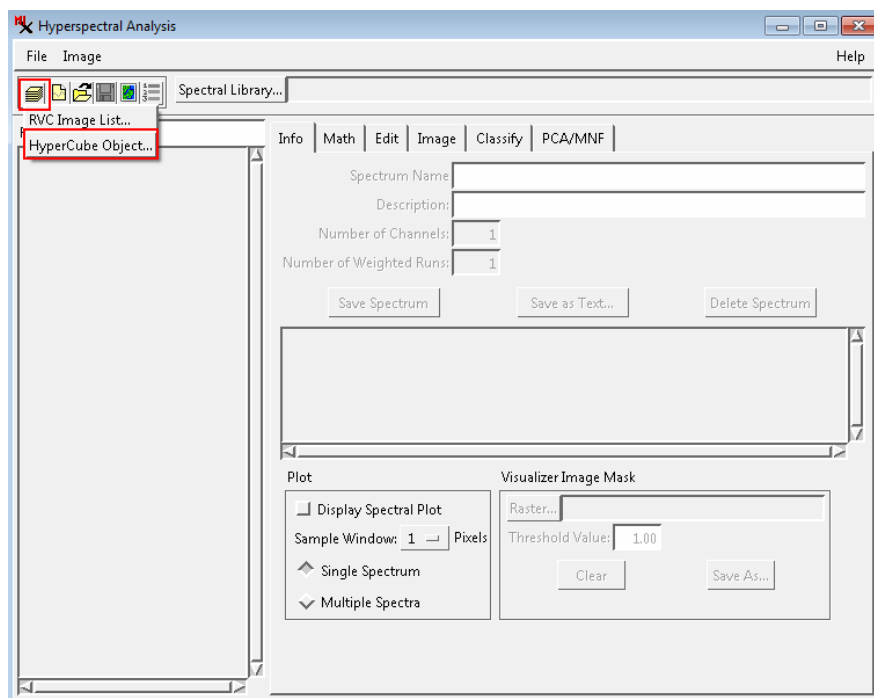 Hyperspectral Analysis
File Image Help
Spectral Library...
RVC Image List...
HyperCube Object...
Info Math Edit Image Classify PCA/MNF
Spectrum Name
Description:
Number of Channels: 1
Number of Weighted Runs: 1
Save Spectrum Save as Text... Delete Spectrum
Plot
Display Spectral Plot
Sample Window: 1 Pixels
Single Spectrum
Multiple Spectra
Visualizer Image Mask
Raster...
Threshold Value: 1.00
Clear Save As...